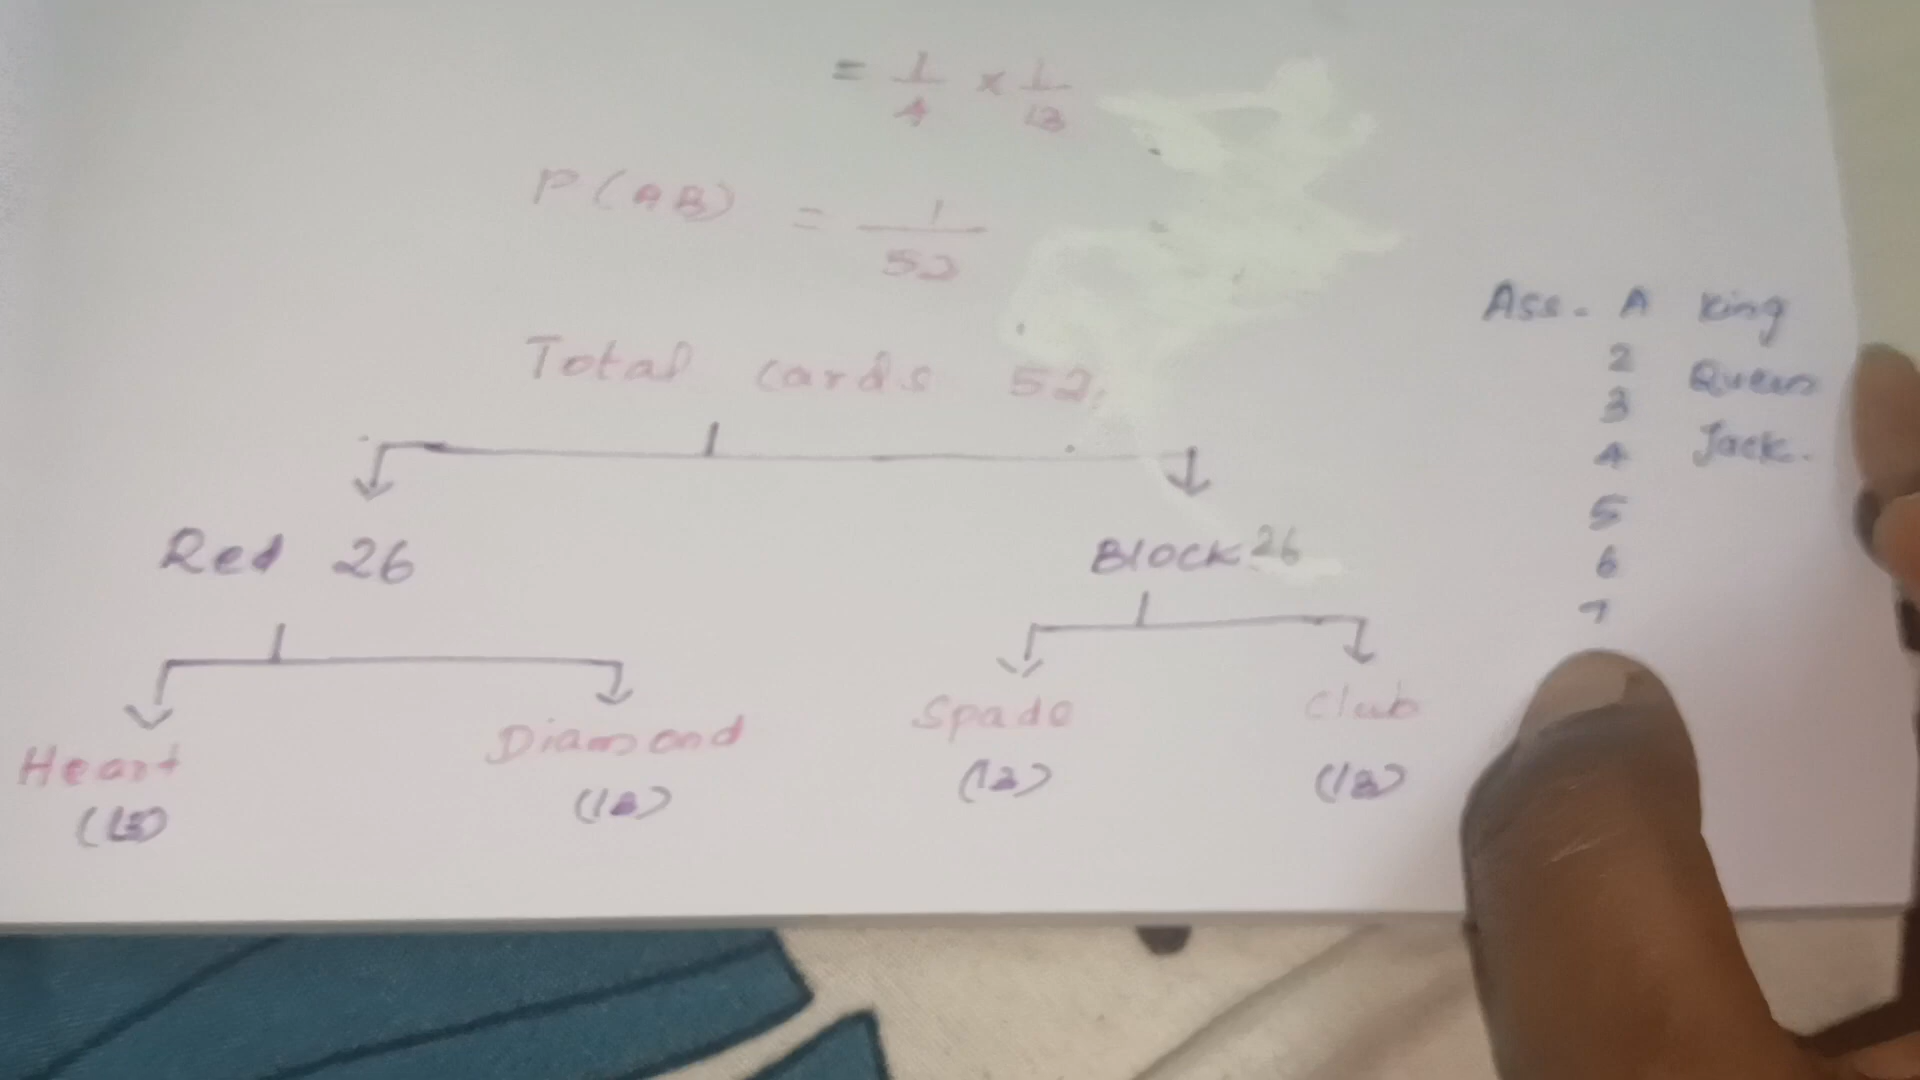 = 1/4 × 1/13
P(AB) = 1/52
Total cards 52.
Red 26
Block 26
Heart
(13)
Diamond
(13)
Spade
(13)
Club
(13)
Ass. A King
2 Queen
3
4 Jack.
5
6
7